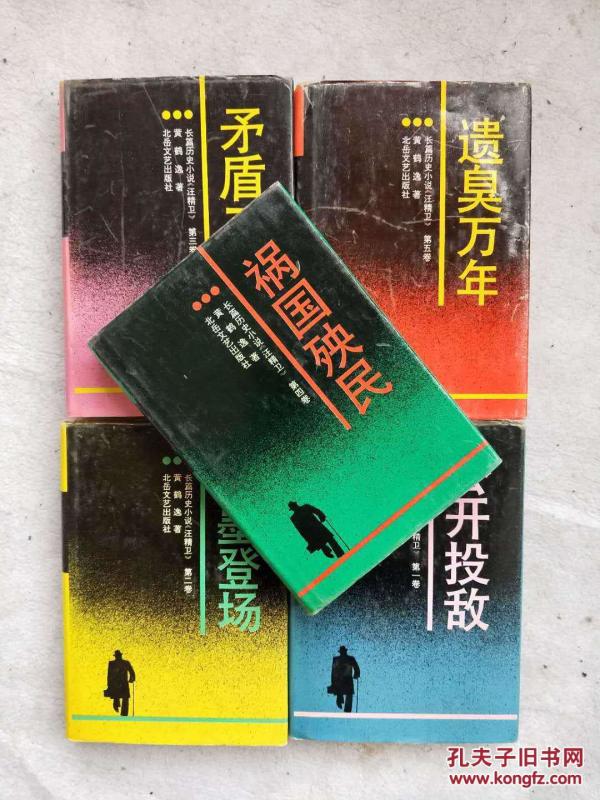 矛盾
长篇历史小说《汪精卫》 第三卷
黄鹤逸著
北岳文艺出版社
遗臭万年
长篇历史小说《汪精卫》 第五卷
黄鹤逸著
北岳文艺出版社
祸国殃民
长篇历史小说《汪精卫》 第四卷
黄鹤逸著
北岳文艺出版社
登场
长篇历史小说《汪精卫》 第二卷
黄鹤逸著
北岳文艺出版社
开投敌
精卫》 第一卷
孔夫子旧书网
www.kongfz.com